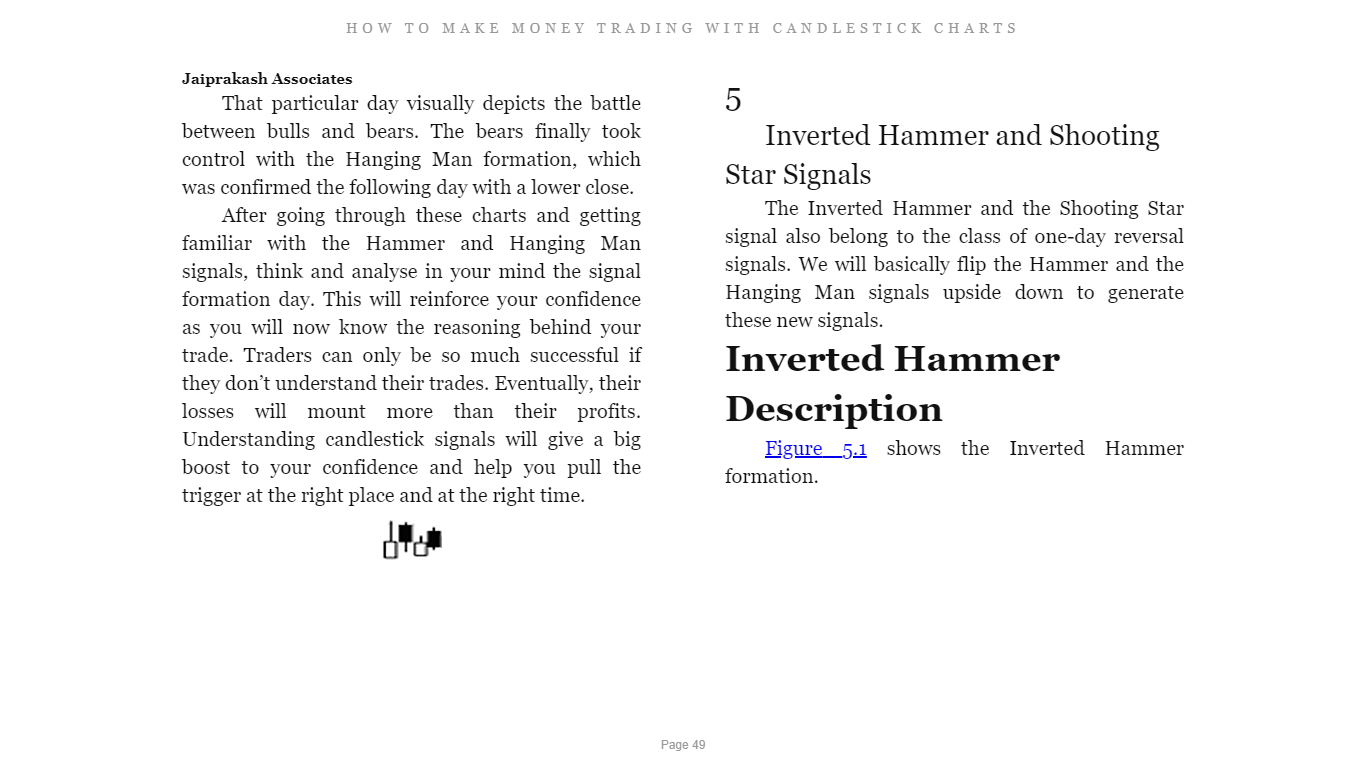 HOW TO MAKE MONEY TRADING WITH CANDLESTICK CHARTS
Jaiprakash Associates
That particular day visually depicts the battle
between bulls and bears. The bears finally took
control with the Hanging Man formation, which
was confirmed the following day with a lower close.
After going through these charts and getting
familiar with the Hammer and Hanging Man
signals, think and analyse in your mind the signal
formation day. This will reinforce your confidence
as you will now know the reasoning behind your
trade. Traders can only be so much successful if
they don’t understand their trades. Eventually, their
losses will mount more than their profits.
Understanding candlestick signals will give a big
boost to your confidence and help you pull the
trigger at the right place and at the right time.
5
Inverted Hammer and Shooting
Star Signals
The Inverted Hammer and the Shooting Star
signal also belong to the class of one-day reversal
signals. We will basically flip the Hammer and the
Hanging Man signals upside down to generate
these new signals.
Inverted Hammer
Description
Figure 5.1 shows the Inverted Hammer
formation.
Page 49